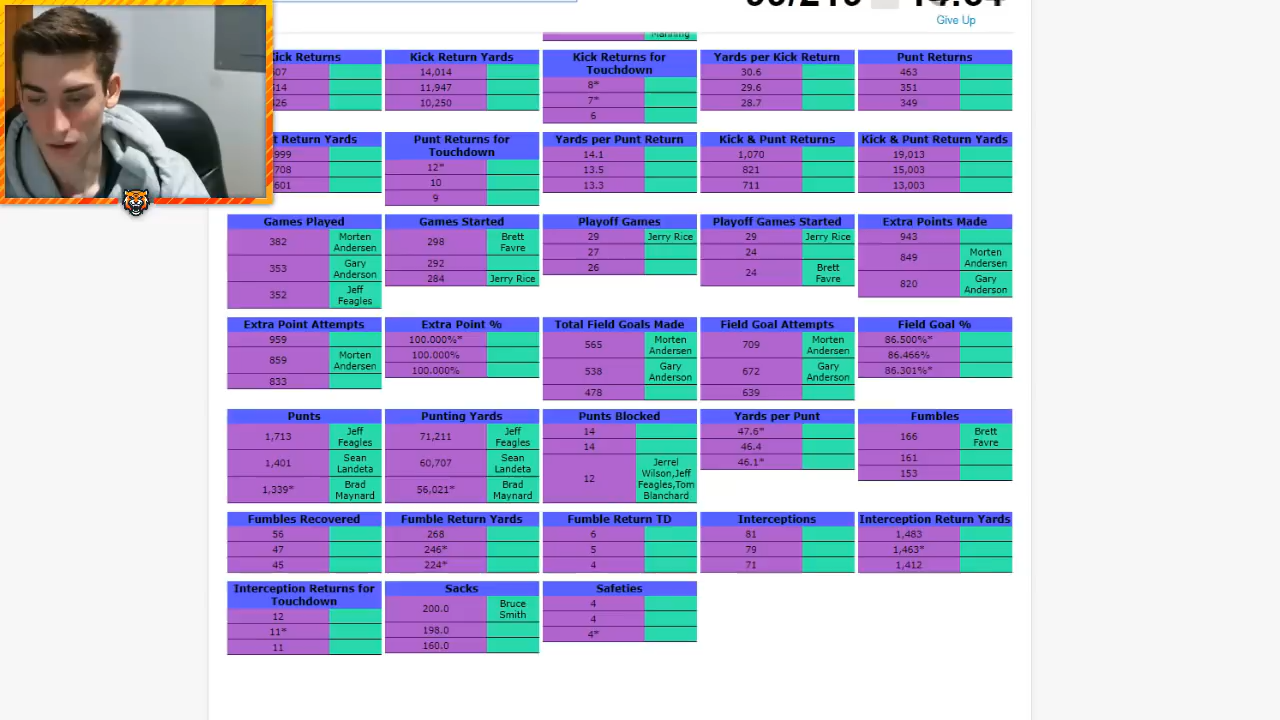 Give Up
Manning
Kick Returns Kick Return Yards Kick Returns for Touchdown Yards per Kick Return Punt Returns
607 14,014 8* 30.6 463
514 11,947 7* 29.6 351
426 10,250 6 28.7 349
Return Yards Punt Returns for Touchdown Yards per Punt Return Kick & Punt Returns Kick & Punt Return Yards
999 12* 14.1 1,070 19,013
708 10 13.5 821 15,003
601 9 13.3 711 13,003
Games Played Games Started Playoff Games Playoff Games Started Extra Points Made
382 Morten Andersen 298 Brett Favre 29 Jerry Rice 29 Jerry Rice 943
353 Gary Anderson 292 27 24 849 Morten Andersen
352 Jeff Feagles 284 Jerry Rice 26 24 Brett Favre 820 Gary Anderson
Extra Point Attempts Extra Point % Total Field Goals Made Field Goal Attempts Field Goal %
959 100.000%* 565 Morten Andersen 709 Morten Andersen 86.500%*
859 Morten Andersen 100.000% 538 Gary Anderson 672 Gary Anderson 86.466%
833 100.000% 478 639 86.301%*
Punts Punting Yards Punts Blocked Yards per Punt Fumbles
1,713 Jeff Feagles 71,211 Jeff Feagles 14 47.6* 166 Brett Favre
1,401 Sean Landeta 60,707 Sean Landeta 14 46.4 161
1,339* Brad Maynard 56,021* Brad Maynard 12 Jerrel Wilson,Jeff Feagles,Tom Blanchard 46.1* 153
Fumbles Recovered Fumble Return Yards Fumble Return TD Interceptions Interception Return Yards
56 268 6 81 1,483
47 246* 5 79 1,463*
45 224* 4 71 1,412
Interception Returns for Touchdown Sacks Safeties
12 200.0 Bruce Smith 4
11* 198.0 4
11 160.0 4*